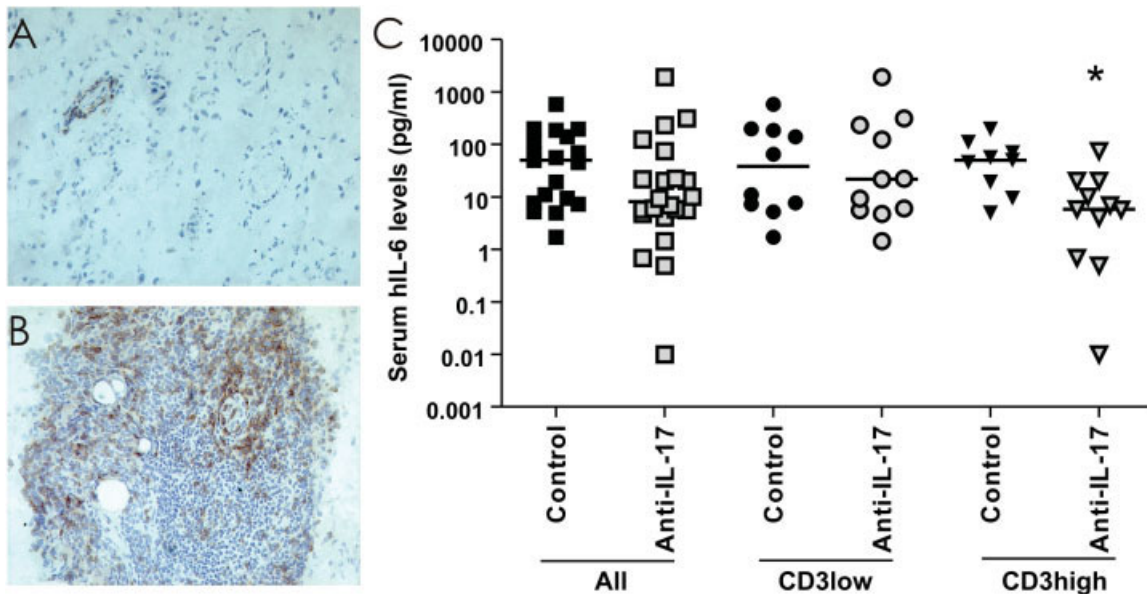 A
B
C
Serum hIL-6 levels (pg/ml)
10000
1000
100
10
1
0.1
0.01
0.001
*
Control
Anti-IL-17
Control
Anti-IL-17
Control
Anti-IL-17
All
CD3low
CD3high